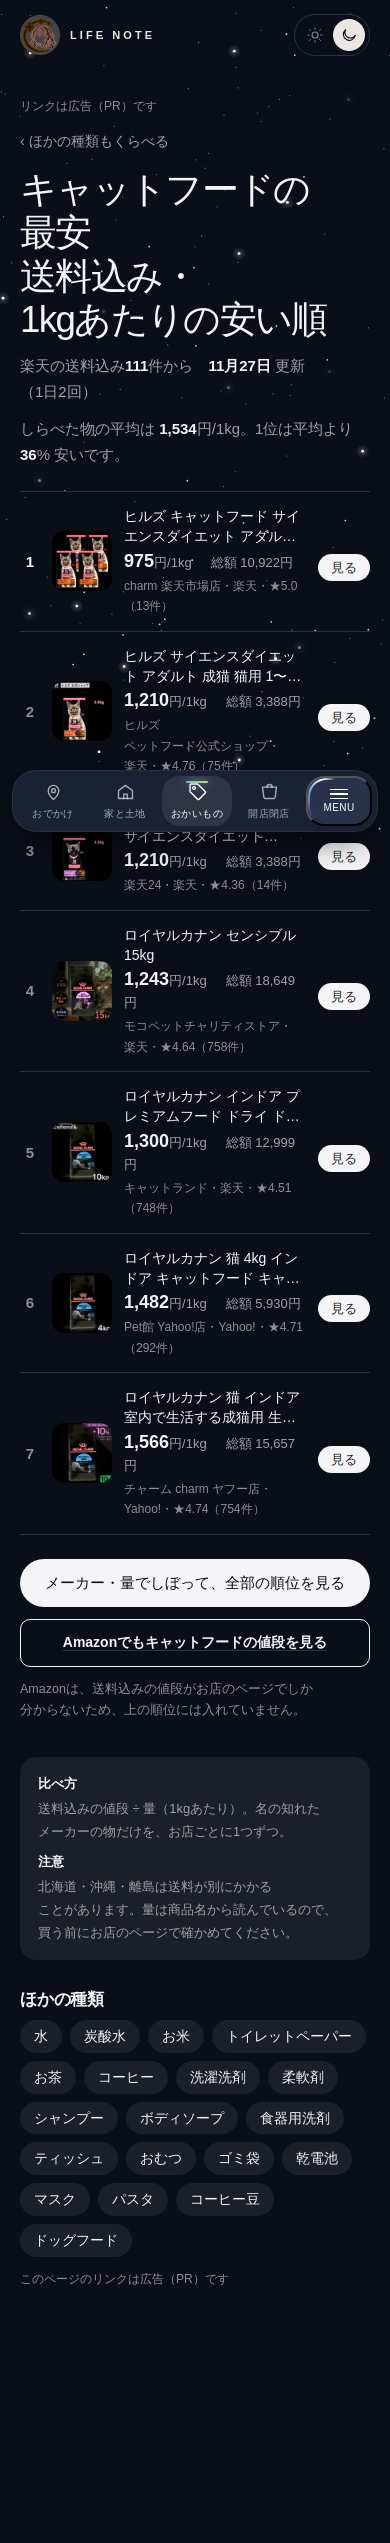 LIFE NOTE
リンクは広告（PR）です
‹ ほかの種類もくらべる
キャットフードの
最安
送料込み・
1kgあたりの安い順
楽天の送料込み111件から　11月27日 更新
（1日2回）
しらべた物の平均は 1,534円/1kg。1位は平均より
36% 安いです。
1
ヒルズ キャットフード サイ
エンスダイエット アダル…
975円/1kg 総額 10,922円
charm 楽天市場店・楽天・★5.0
（13件）
見る
2
ヒルズ サイエンスダイエッ
ト アダルト 成猫 猫用 1〜…
1,210円/1kg 総額 3,388円
ヒルズ
ペットフード公式ショップ・
楽天・★4.76（75件）
見る
おでかけ
家と土地
おかいもの
開店閉店
MENU
3
サイエンスダイエット…
1,210円/1kg 総額 3,388円
楽天24・楽天・★4.36（14件）
見る
4
ロイヤルカナン センシブル
15kg
1,243円/1kg 総額 18,649
円
モコペットチャリティストア・
楽天・★4.64（758件）
見る
5
ロイヤルカナン インドア プ
レミアムフード ドライ ド…
1,300円/1kg 総額 12,999
円
キャットランド・楽天・★4.51
（748件）
見る
6
ロイヤルカナン 猫 4kg イン
ドア キャットフード キャ…
1,482円/1kg 総額 5,930円
Pet館 Yahoo!店・Yahoo!・★4.71
（292件）
見る
7
ロイヤルカナン 猫 インドア
室内で生活する成猫用 生…
1,566円/1kg 総額 15,657
円
チャーム charm ヤフー店・
Yahoo!・★4.74（754件）
見る
メーカー・量でしぼって、全部の順位を見る
Amazonでもキャットフードの値段を見る
Amazonは、送料込みの値段がお店のページでしか
分からないため、上の順位には入れていません。
比べ方
送料込みの値段 ÷ 量（1kgあたり）。名の知れた
メーカーの物だけを、お店ごとに1つずつ。
注意
北海道・沖縄・離島は送料が別にかかる
ことがあります。量は商品名から読んでいるので、
買う前にお店のページで確かめてください。
ほかの種類
水
炭酸水
お米
トイレットペーパー
お茶
コーヒー
洗濯洗剤
柔軟剤
シャンプー
ボディソープ
食器用洗剤
ティッシュ
おむつ
ゴミ袋
乾電池
マスク
パスタ
コーヒー豆
ドッグフード
このページのリンクは広告（PR）です